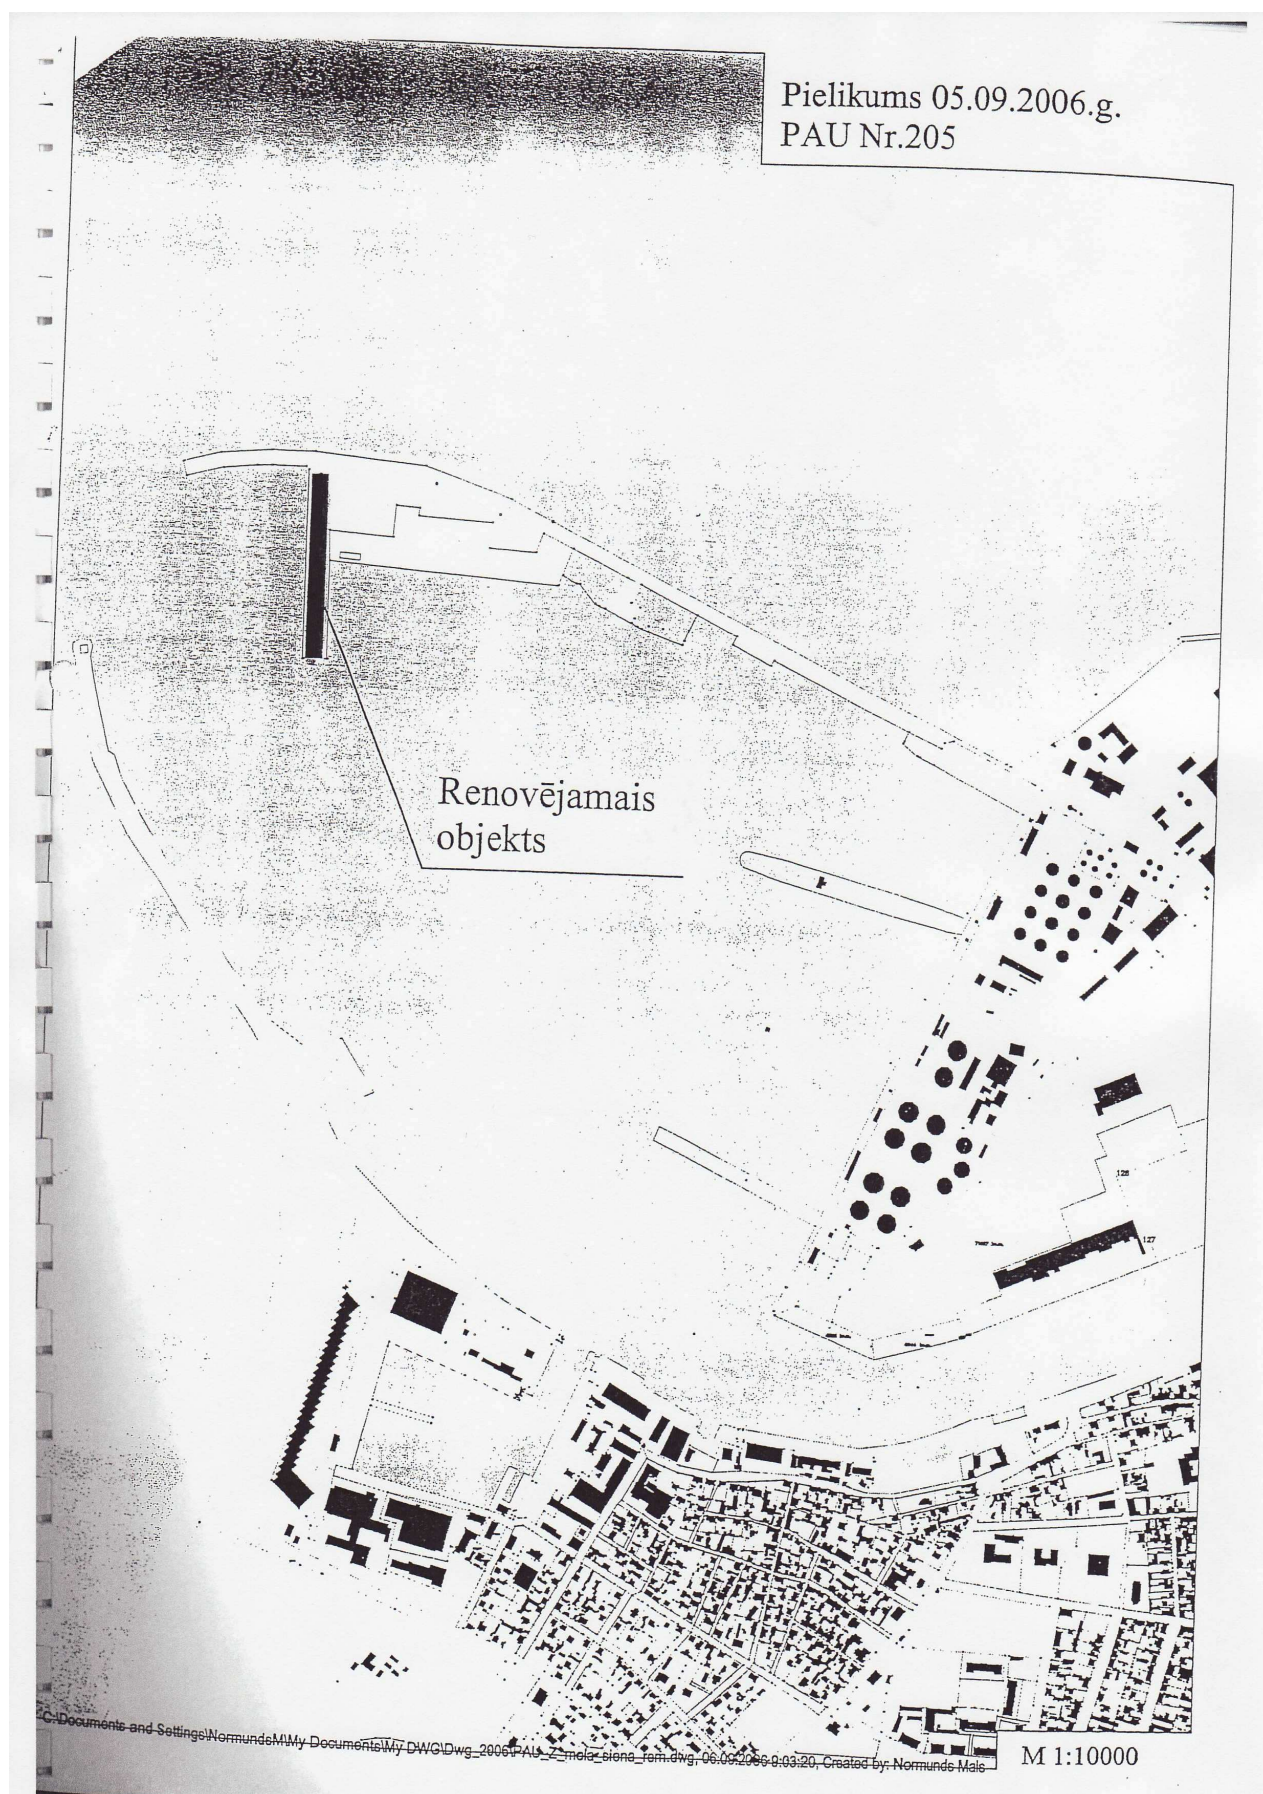 Pielikums 05.09.2006.g.
PAU Nr.205
Renovējamais
objekts
128
127
C:\Documents and Settings\NormundsM\My Documents\My DWG\Dwg_2006\PAU_Z_mola_siena_rem.dwg, 06.09.2006 9:03:20, Created by: Normunds Mais
M 1:10000